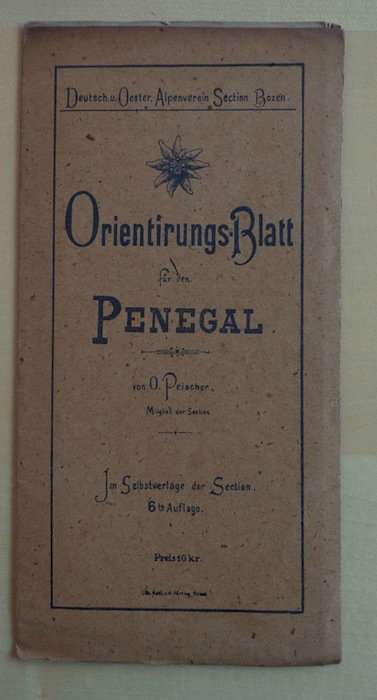 Deutsch. u. Oester. Alpenverein Section Bozen.
Orientirungs-Blatt
für den
PENEGAL
von O. Peischer,
Mitglied der Section
Im Selbstverlage der Section.
6te Auflage.
Preis 10 kr.